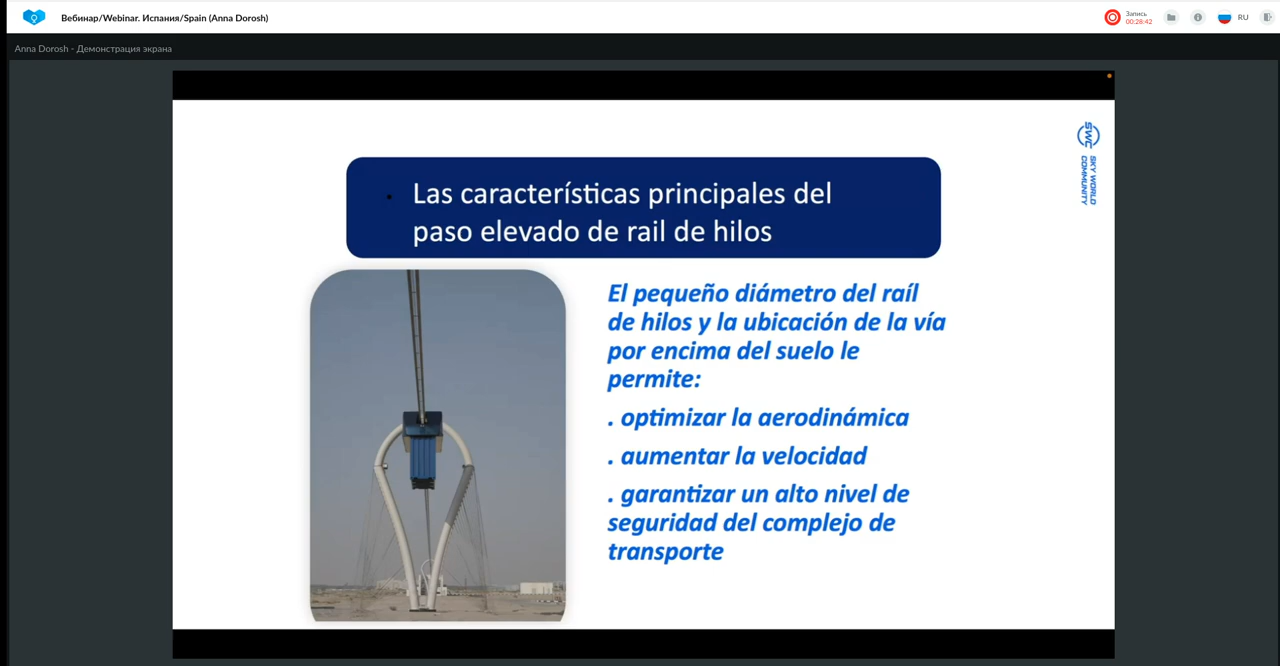 Вебинар/Webinar. Испания/Spain (Anna Dorosh)
Запись
00:28:42
RU
Anna Dorosh - Демонстрация экрана
SWC
SKY WORLD
COMMUNITY
Las características principales del
paso elevado de rail de hilos
El pequeño diámetro del raíl
de hilos y la ubicación de la vía
por encima del suelo le
permite:
. optimizar la aerodinámica
. aumentar la velocidad
. garantizar un alto nivel de
seguridad del complejo de
transporte